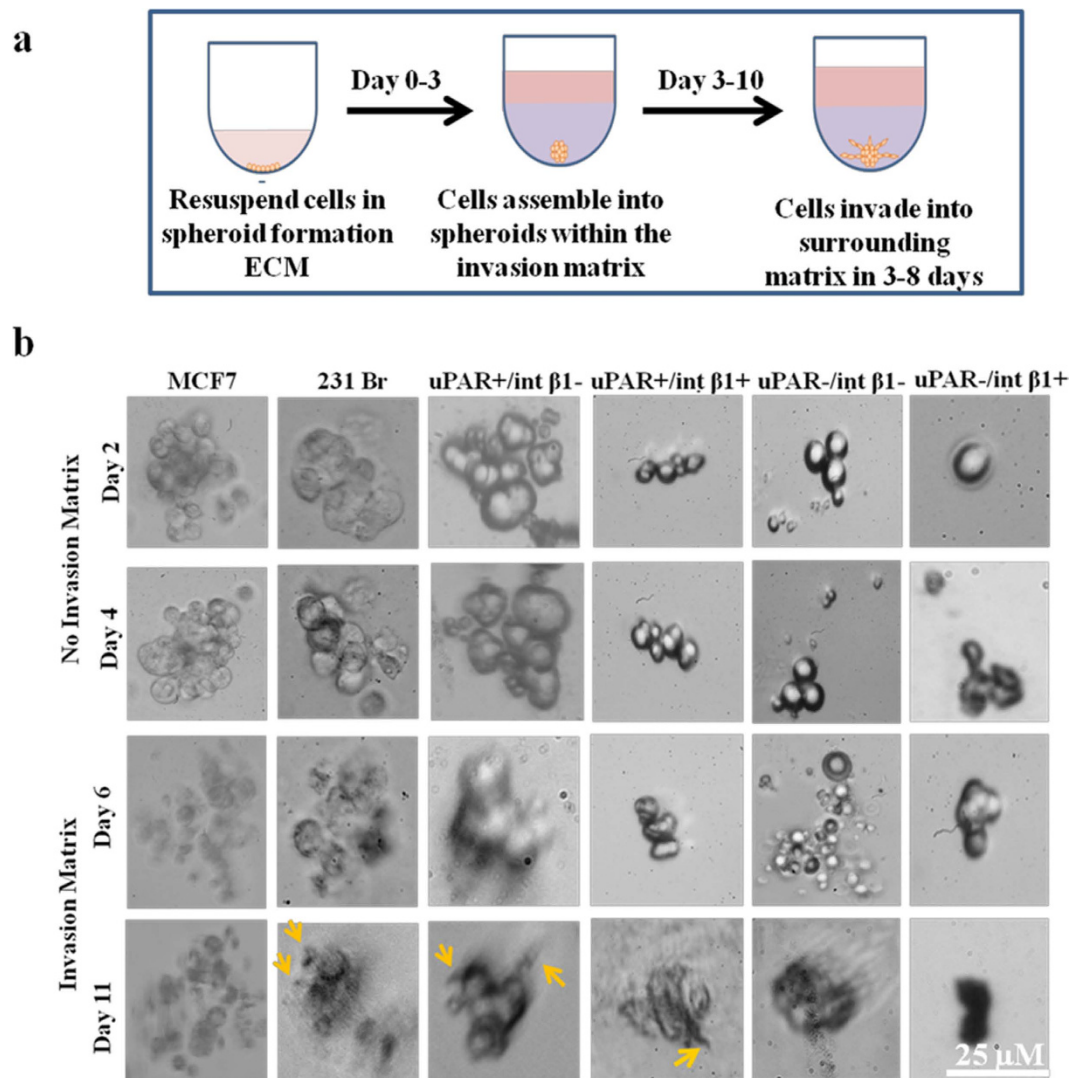 a
Day 0-3
Day 3-10
Resuspend cells in
spheroid formation
ECM
Cells assemble into
spheroids within the
invasion matrix
Cells invade into
surrounding
matrix in 3-8 days
b
MCF7
231 Br
uPAR+/int β1-
uPAR+/int β1+
uPAR-/int β1-
uPAR-/int β1+
No Invasion Matrix
Day 2
Day 4
Invasion Matrix
Day 6
Day 11
25 µM